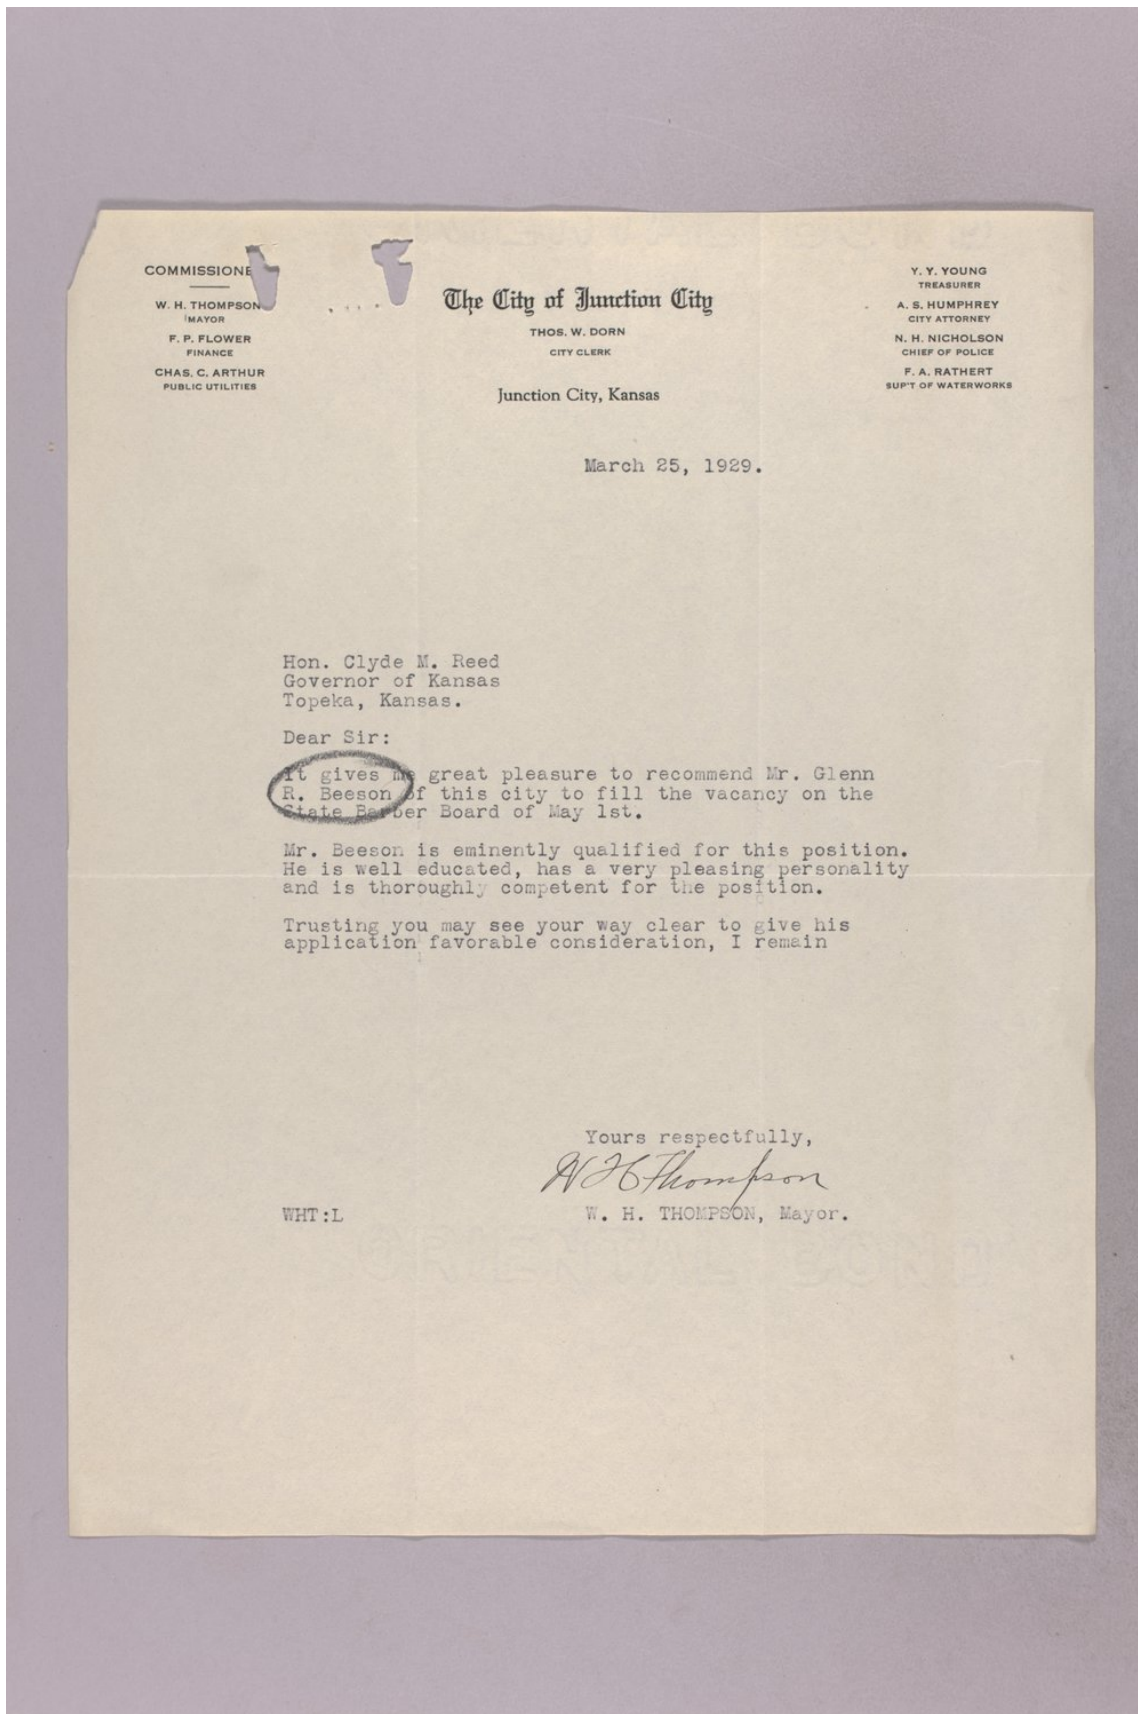 COMMISSIONE
W. H. THOMPSON
MAYOR
F. P. FLOWER
FINANCE
CHAS. C. ARTHUR
PUBLIC UTILITIES
The City of Junction City
THOS. W. DORN
CITY CLERK
Junction City, Kansas
Y. Y. YOUNG
TREASURER
A. S. HUMPHREY
CITY ATTORNEY
N. H. NICHOLSON
CHIEF OF POLICE
F. A. RATHERT
SUP'T OF WATERWORKS
March 25, 1929.
Hon. Clyde M. Reed
Governor of Kansas
Topeka, Kansas.
Dear Sir:
It gives me great pleasure to recommend Mr. Glenn
R. Beeson of this city to fill the vacancy on the
State Barber Board of May 1st.
Mr. Beeson is eminently qualified for this position.
He is well educated, has a very pleasing personality
and is thoroughly competent for the position.
Trusting you may see your way clear to give his
application favorable consideration, I remain
Yours respectfully,
W H Thompson
WHT:L W. H. THOMPSON, Mayor.